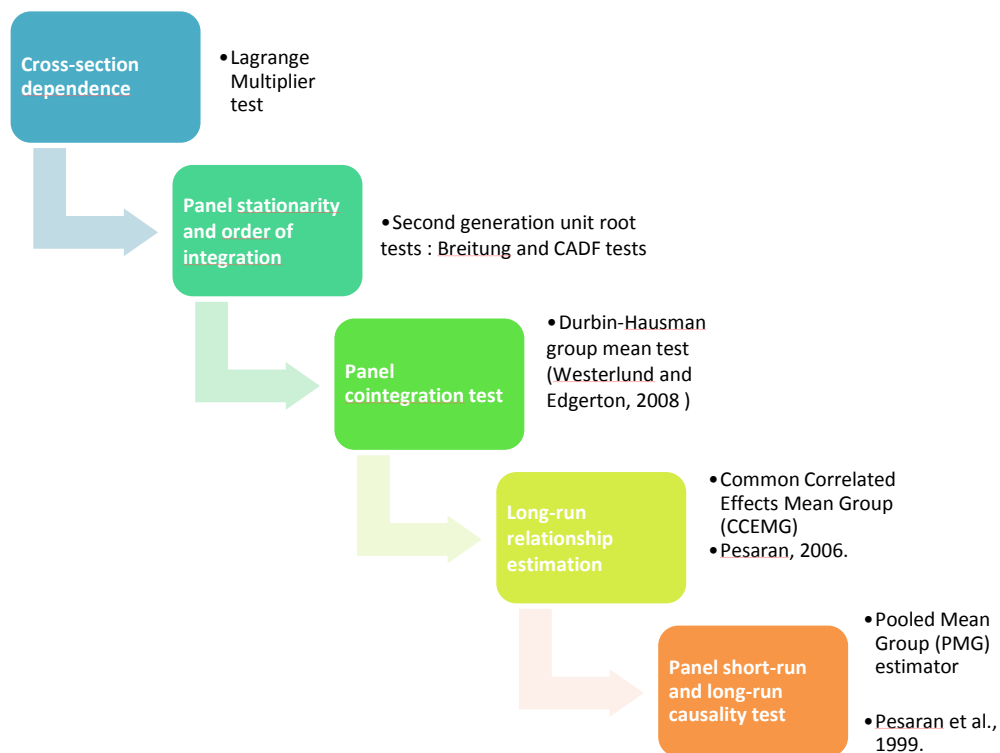 Cross-section
dependence
•Lagrange
Multiplier
test
Panel stationarity
and order of
integration
•Second generation unit root
tests : Breitung and CADF tests
Panel
cointegration test
•Durbin-Hausman
group mean test
(Westerlund and
Edgerton, 2008 )
Long-run
relationship
estimation
•Common Correlated
Effects Mean Group
(CCEMG)
•Pesaran, 2006.
Panel short-run
and long-run
causality test
•Pooled Mean
Group (PMG)
estimator
•Pesaran et al.,
1999.